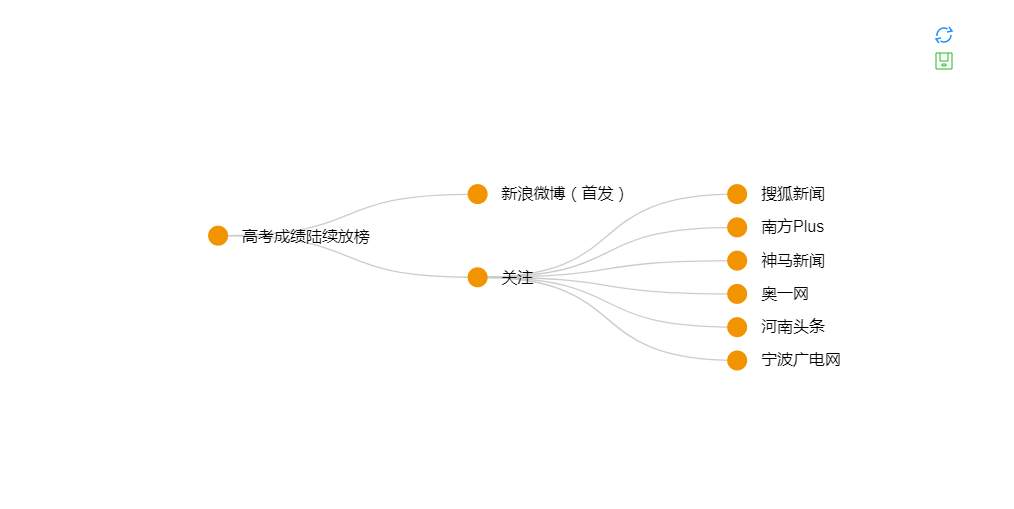 高考成绩陆续放榜
新浪微博（首发）
关注
搜狐新闻
南方Plus
神马新闻
奥一网
河南头条
宁波广电网